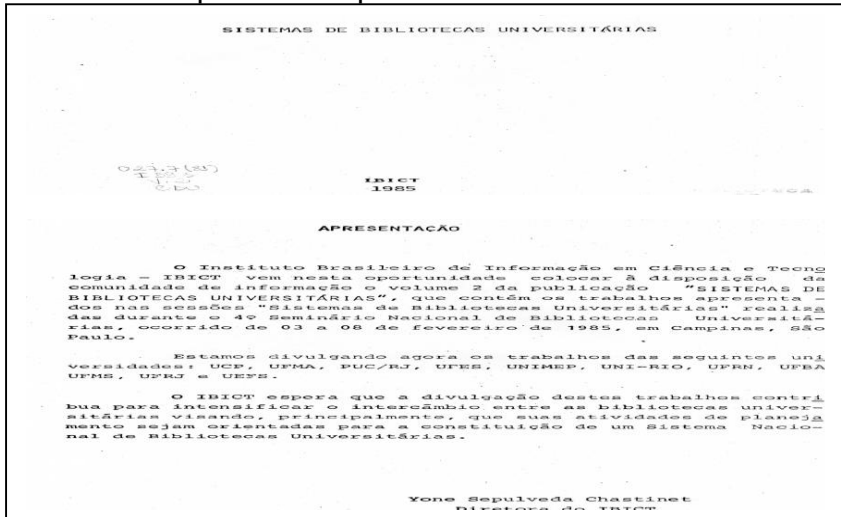 SISTEMAS DE BIBLIOTECAS UNIVERSITÁRIAS
027.7(81)
IBICT
1985
APRESENTAÇÃO
O Instituto Brasileiro de Informação em Ciência e Tecno
logia - IBICT vem nesta oportunidade colocar à disposição da
comunidade de informação o volume 2 da publicação "SISTEMAS DE
BIBLIOTECAS UNIVERSITÁRIAS", que contém os trabalhos apresenta -
dos nas sessões "Sistemas de Bibliotecas Universitárias" realiza
das durante o 4º Seminário Nacional de Bibliotecas Universitá-
rias, ocorrido de 03 a 08 de fevereiro de 1985, em Campinas, São
Paulo.
Estamos divulgando agora os trabalhos das seguintes uni
versidades: UCP, UFMA, PUC/RJ, UFES, UNIMEP, UNI-RIO, UFRN, UFBA
UFMS, UFRJ e UEFS.
O IBICT espera que a divulgação destes trabalhos contri
bua para intensificar o intercâmbio entre as bibliotecas univer-
sitárias visando, principalmente, que suas atividades de planeja
mento sejam orientadas para a constituição de um Sistema Nacio-
nal de Bibliotecas Universitárias.
Yone Sepulveda Chastinet
Diretora do IBICT